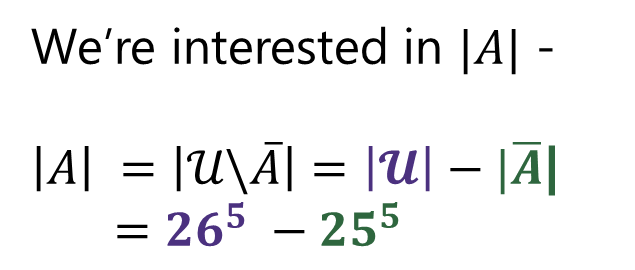 We're interested in |A| -
|A| = |𝒰\A̅| = |𝒰| − |A̅|
= 26⁵ − 25⁵